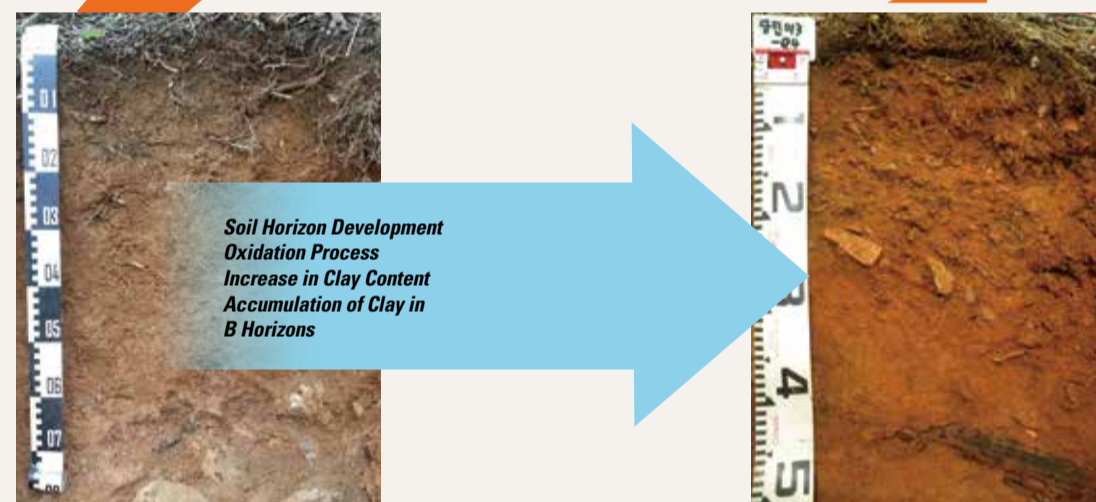 01
02
03
04
05
06
07
Soil Horizon Development
Oxidation Process
Increase in Clay Content
Accumulation of Clay in
B Horizons
-04
1
2
3
4
5